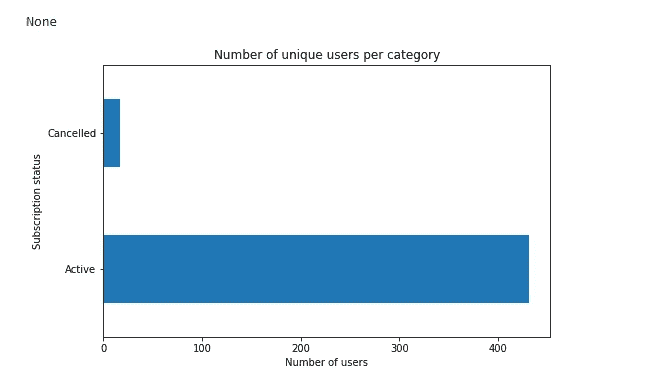 None
Number of unique users per category
Cancelled
Active
Subscription status
0 100 200 300 400
Number of users